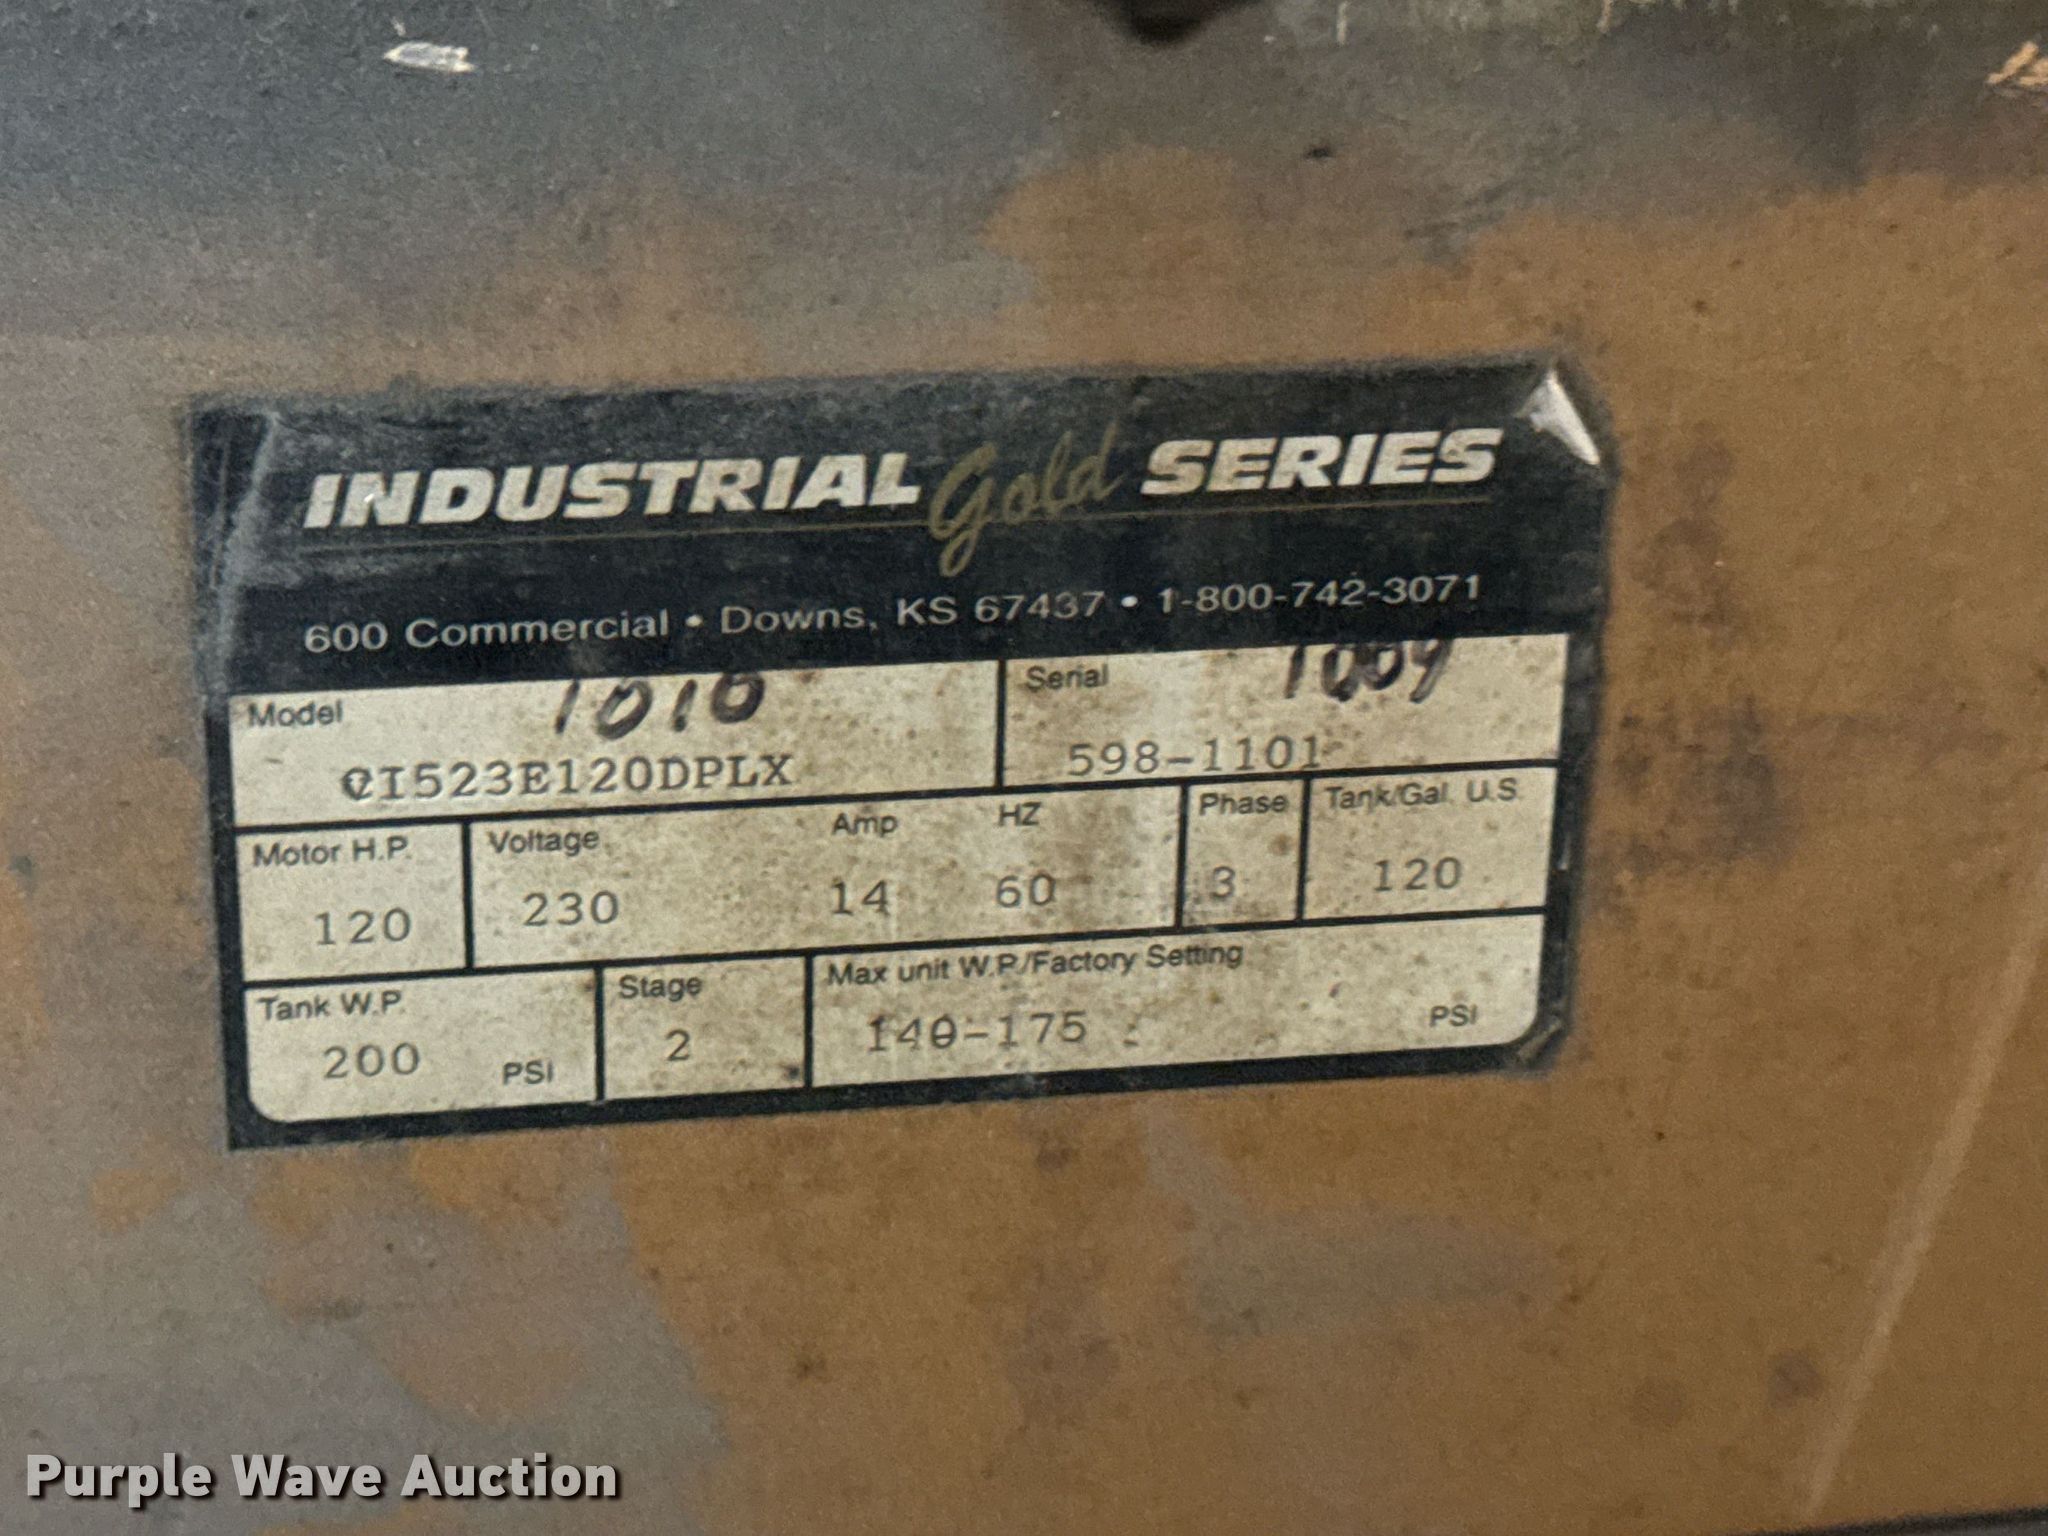 INDUSTRIAL Gold SERIES
600 Commercial • Downs, KS 67437 • 1-800-742-3071
Model 1010 Serial 1009
CI523E120DPLX 598-1101
Motor H.P. Voltage Amp HZ Phase Tank/Gal. U.S.
120 230 14 60 3 120
Tank W.P. Stage Max unit W.P./Factory Setting
200 PSI 2 140-175 PSI
Purple Wave Auction